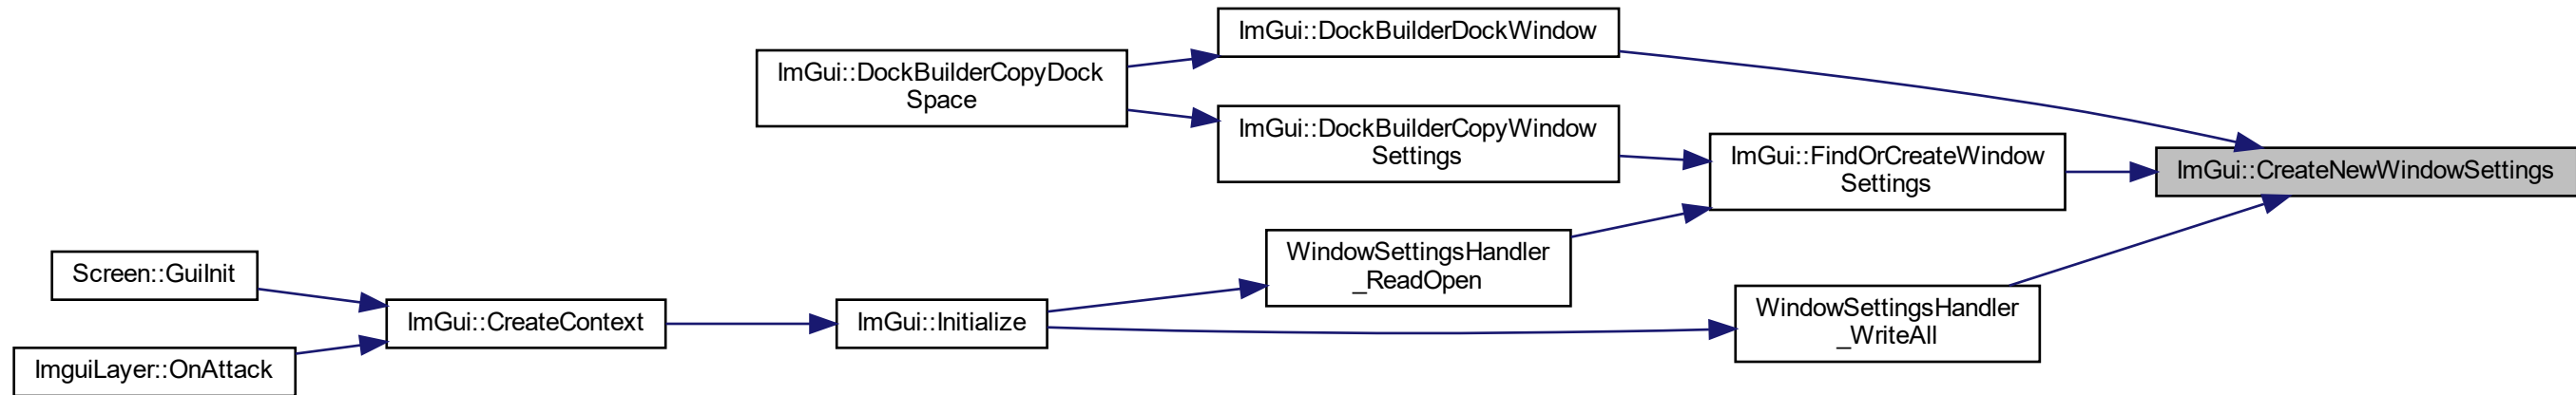 ImGui::DockBuilderDockWindow
ImGui::DockBuilderCopyDock
Space
ImGui::DockBuilderCopyWindow
Settings
ImGui::FindOrCreateWindow
Settings
ImGui::CreateNewWindowSettings
WindowSettingsHandler
_ReadOpen
Screen::GuiInit
ImGui::CreateContext
ImGui::Initialize
WindowSettingsHandler
_WriteAll
ImguiLayer::OnAttack